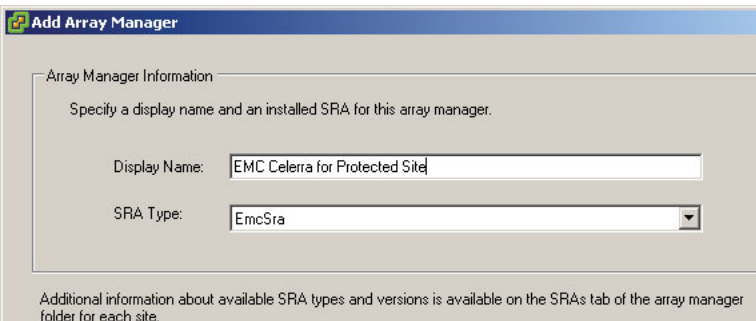 Add Array Manager
Array Manager Information
Specify a display name and an installed SRA for this array manager.
Display Name: EMC Celerra for Protected Site
SRA Type: EmcSra
Additional information about available SRA types and versions is available on the SRAs tab of the array manager
folder for each site.